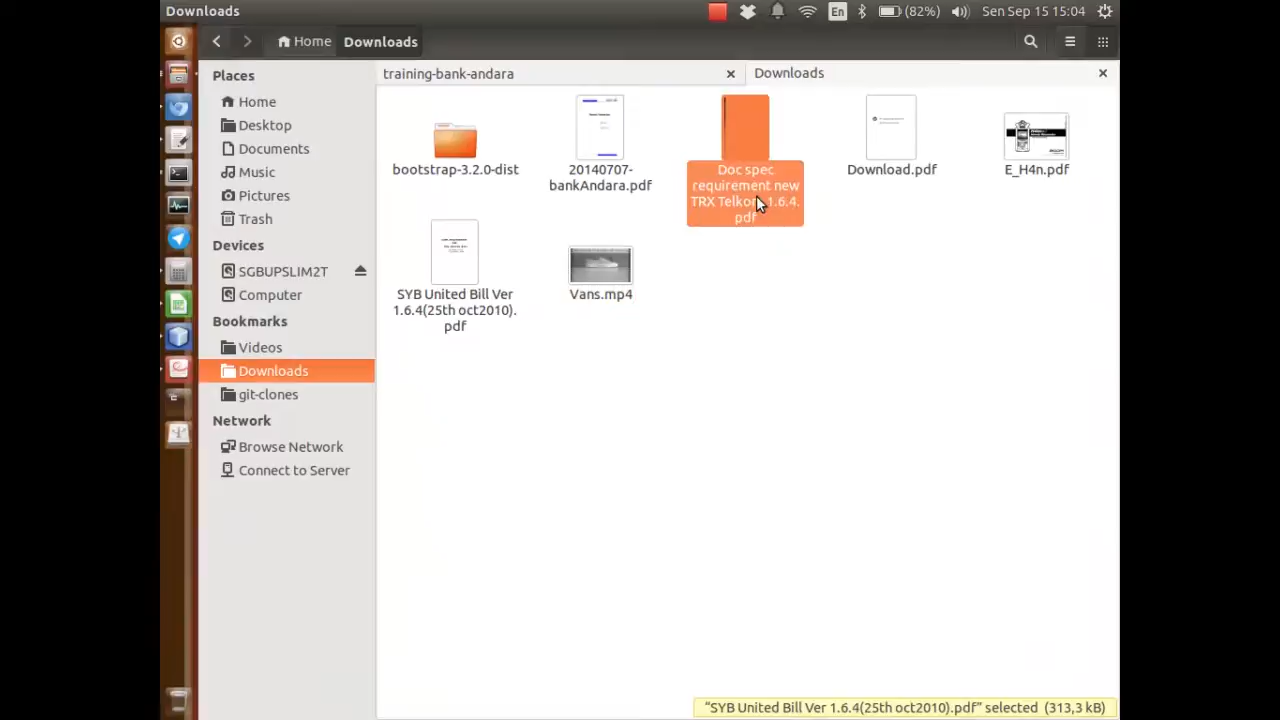 Downloads
En
(82%)
Sen Sep 15 15:04
Home
Downloads
training-bank-andara
Downloads
Places
Home
Desktop
Documents
Music
Pictures
Trash
Devices
SGBUPSLIM2T
Computer
Bookmarks
Videos
Downloads
git-clones
Network
Browse Network
Connect to Server
bootstrap-3.2.0-dist
20140707-
bankAndara.pdf
Doc spec
requirement new
TRX 1.6.4.
pdf
Download.pdf
E_H4n.pdf
SYB United Bill Ver
1.6.4(25th oct2010).
pdf
Vans.mp4
“SYB United Bill Ver 1.6.4(25th oct2010).pdf” selected (313,3 kB)